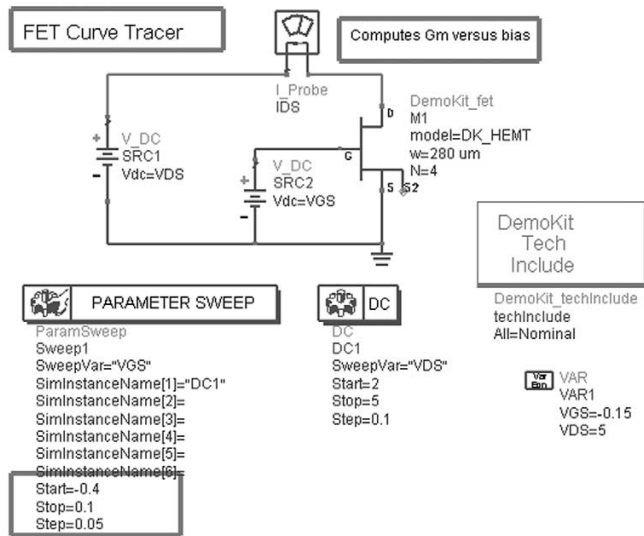 FET Curve Tracer
Computes Gm versus bias
I_Probe
IDS
DemoKit_fet
M1
model=DK_HEMT
w=280 um
N=4
D
G
S
S2
+
V_DC
SRC1
Vdc=VDS
-
+
V_DC
SRC2
Vdc=VGS
-
DemoKit
Tech
Include
DemoKit_techInclude
techInclude
All=Nominal
PARAMETER SWEEP
ParamSweep
Sweep1
SweepVar="VGS"
SimInstanceName[1]="DC1"
SimInstanceName[2]=
SimInstanceName[3]=
SimInstanceName[4]=
SimInstanceName[5]=
SimInstanceName[6]=
Start=-0.4
Stop=0.1
Step=0.05
DC
DC
DC1
SweepVar="VDS"
Start=2
Stop=5
Step=0.1
Var
Eqn
VAR
VAR1
VGS=-0.15
VDS=5